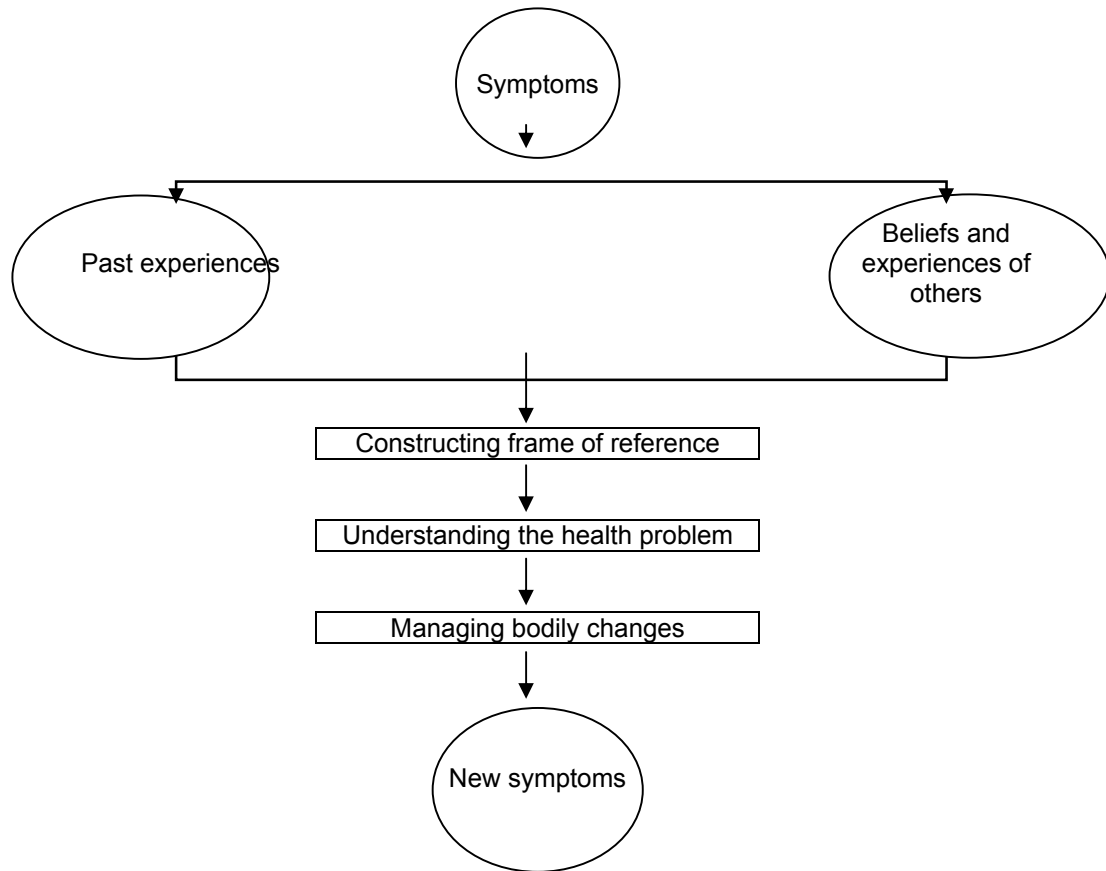 Symptoms
Past experiences
Beliefs and
experiences of
others
Constructing frame of reference
Understanding the health problem
Managing bodily changes
New symptoms